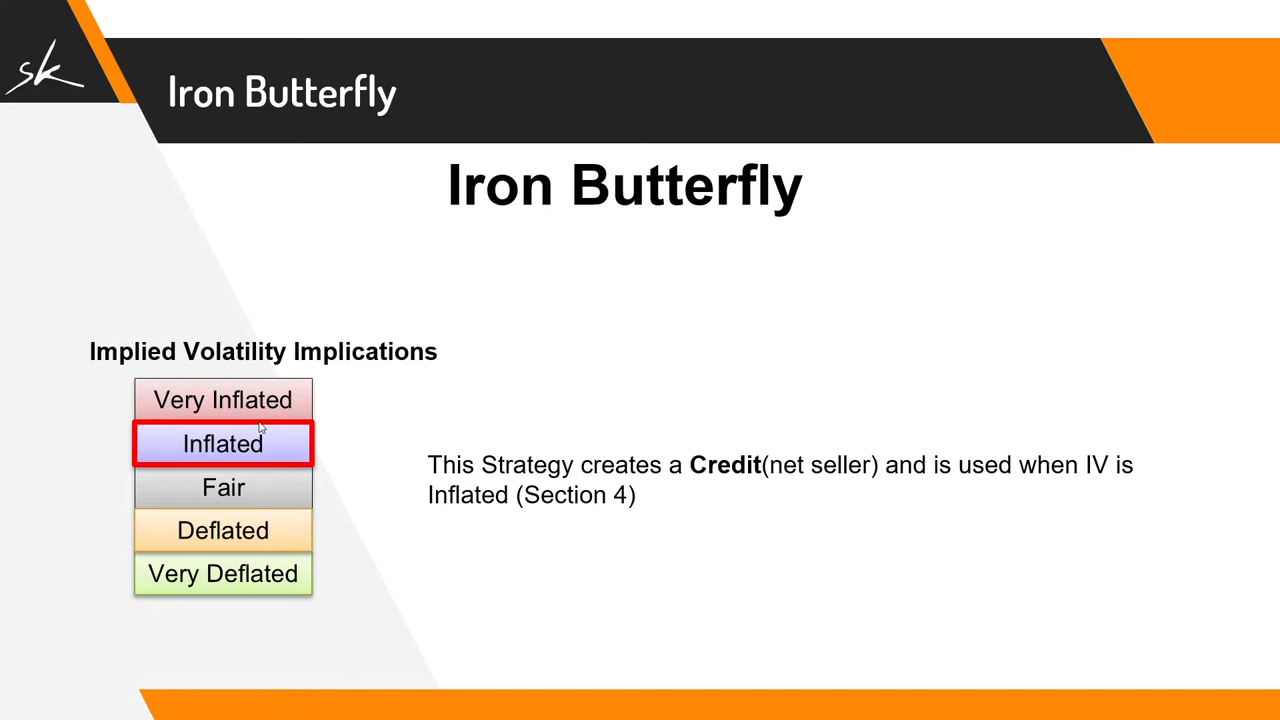 sk
Iron Butterfly
Iron Butterfly
Implied Volatility Implications
Very Inflated
Inflated
Fair
Deflated
Very Deflated
This Strategy creates a Credit(net seller) and is used when IV is
Inflated (Section 4)